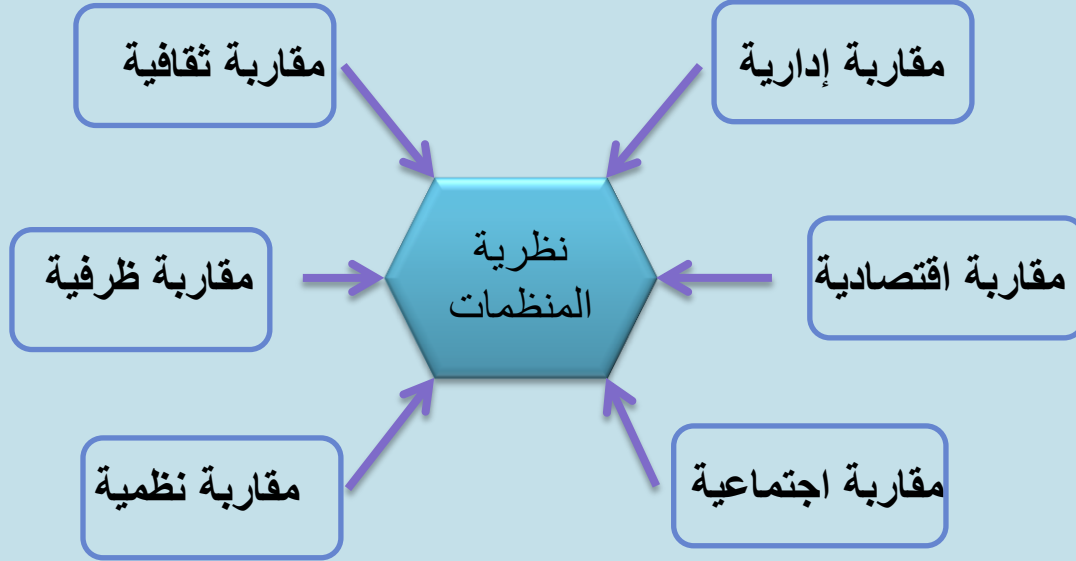 مقاربة إدارية
مقاربة ثقافية
نظرية
المنظمات
مقاربة اقتصادية
مقاربة ظرفية
مقاربة اجتماعية
مقاربة نظمية